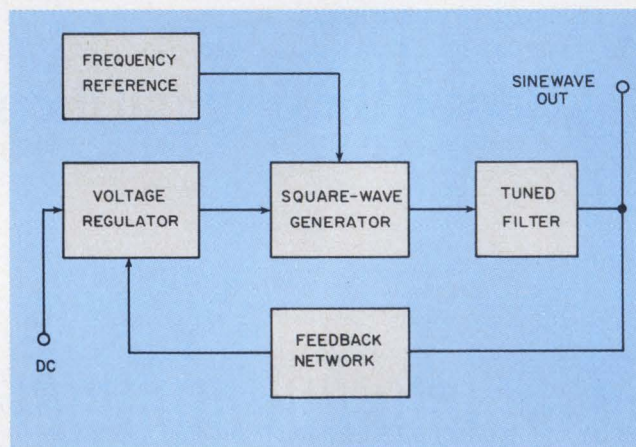 FREQUENCY
REFERENCE
SINEWAVE
OUT
VOLTAGE
REGULATOR
SQUARE-WAVE
GENERATOR
TUNED
FILTER
DC
FEEDBACK
NETWORK